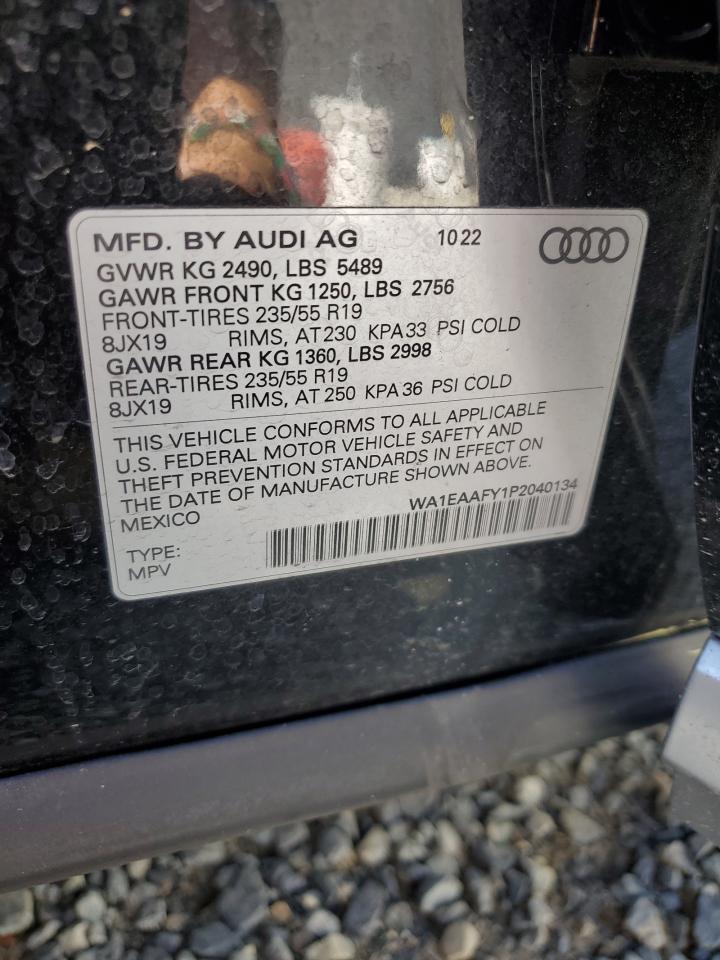 MFD. BY AUDI AG 10 22
GVWR KG 2490, LBS 5489
GAWR FRONT KG 1250, LBS 2756
FRONT-TIRES 235/55 R19
8JX19 RIMS, AT 230 KPA 33 PSI COLD
GAWR REAR KG 1360, LBS 2998
REAR-TIRES 235/55 R19
8JX19 RIMS, AT 250 KPA 36 PSI COLD
THIS VEHICLE CONFORMS TO ALL APPLICABLE
U.S. FEDERAL MOTOR VEHICLE SAFETY AND
THEFT PREVENTION STANDARDS IN EFFECT ON
THE DATE OF MANUFACTURE SHOWN ABOVE.
MEXICO WA1EAAFY1P2040134
TYPE:
MPV